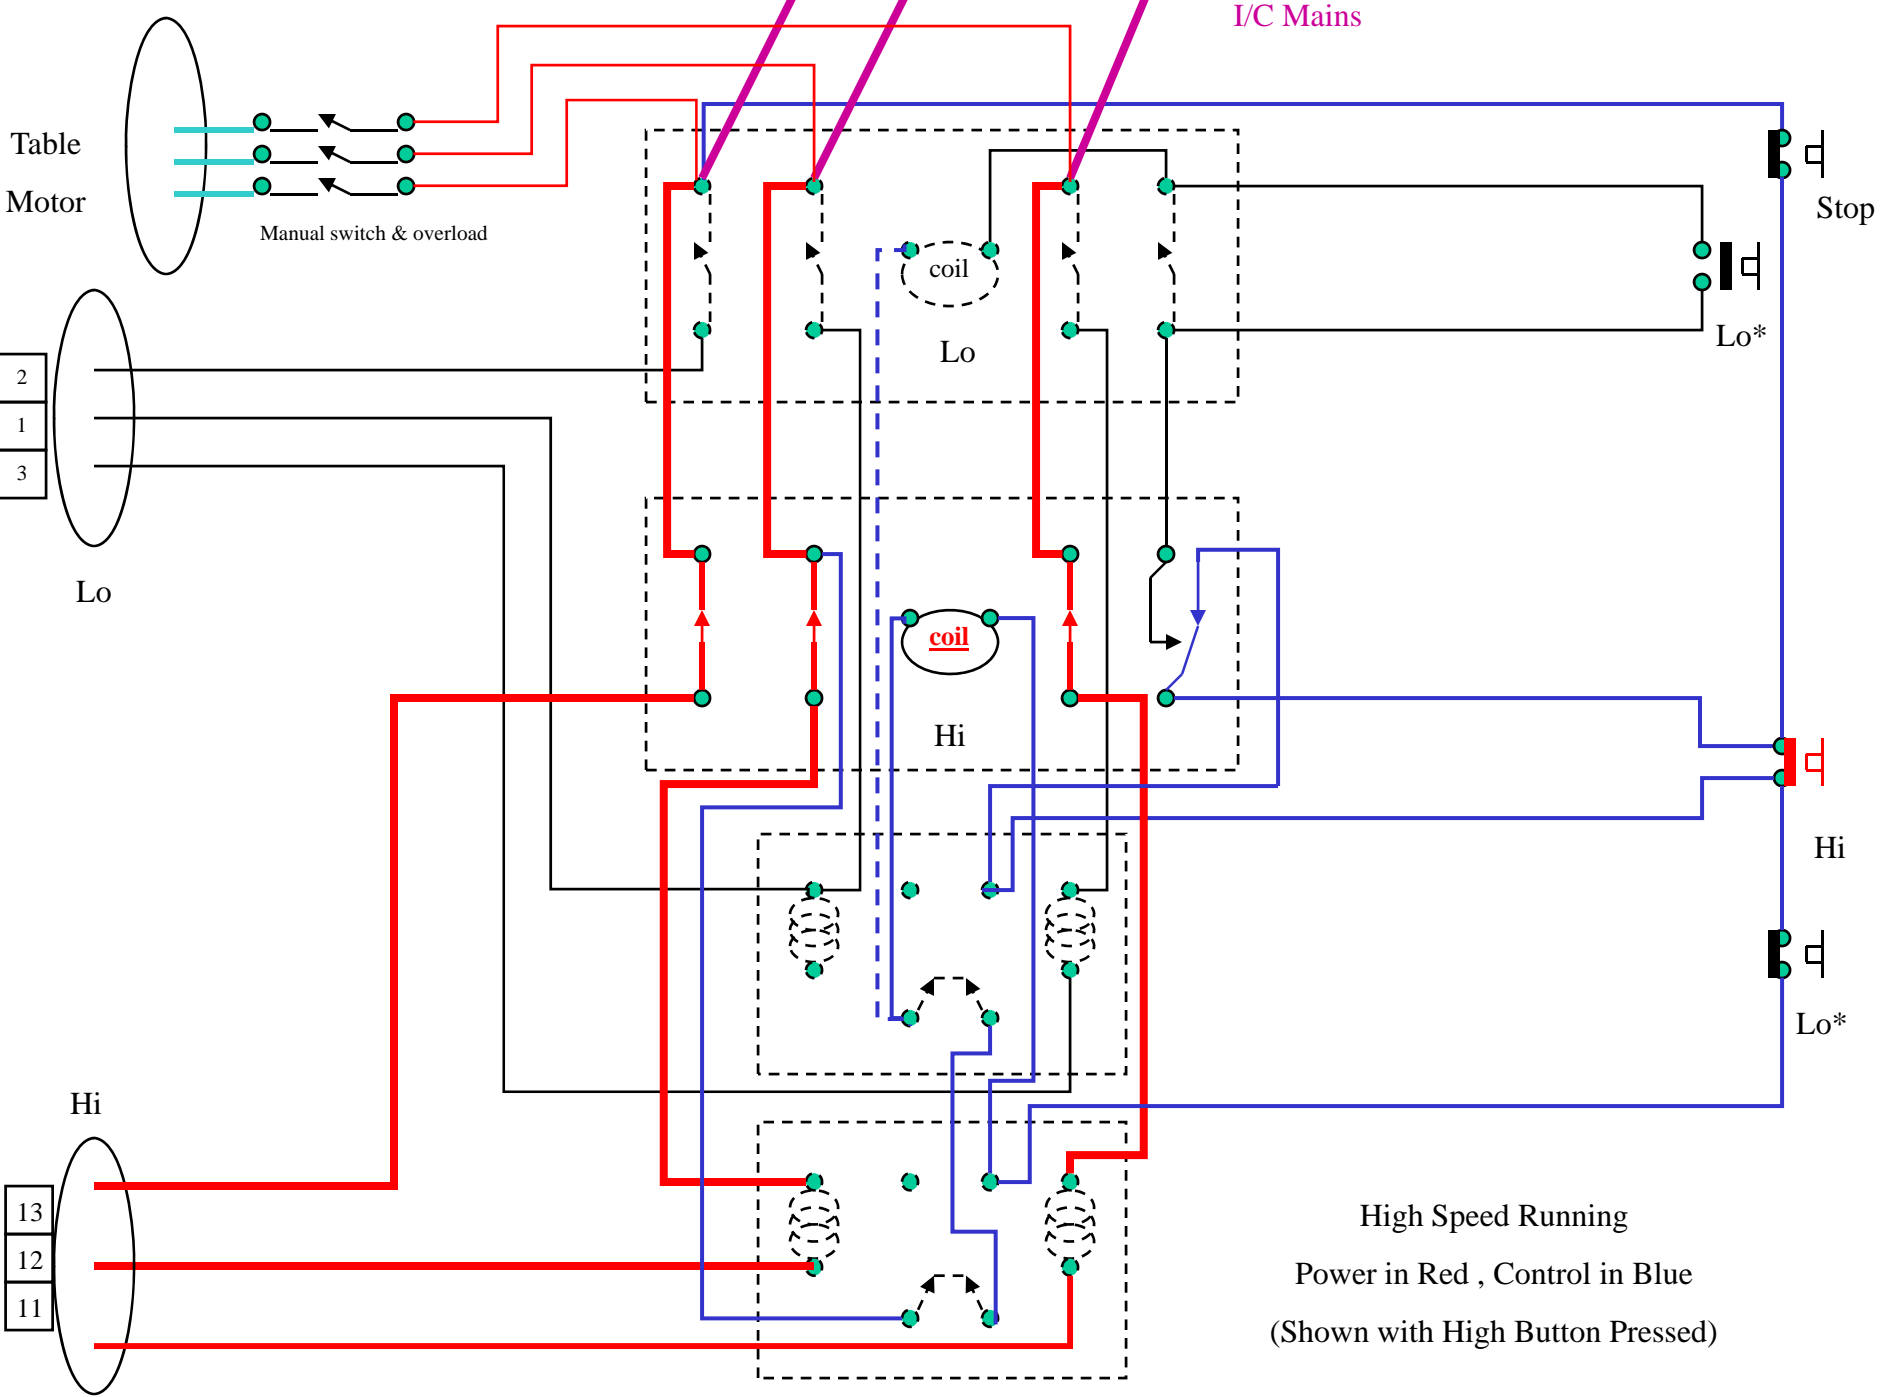 I/C Mains
Table
Motor
Manual switch & overload
Stop
coil
Lo
Lo*
2
1
3
Lo
coil
Hi
Hi
Lo*
Hi
13
12
11
High Speed Running
Power in Red , Control in Blue
(Shown with High Button Pressed)